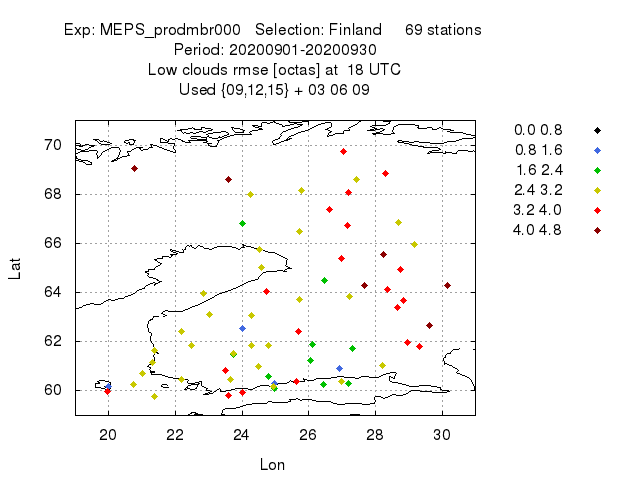 Exp: MEPS_prodmbr000 Selection: Finland 69 stations
Period: 20200901-20200930
Low clouds rmse [octas] at 18 UTC
Used {09,12,15} + 03 06 09
0.0 0.8
0.8 1.6
1.6 2.4
2.4 3.2
3.2 4.0
4.0 4.8
Lat
70
68
66
64
62
60
20 22 24 26 28 30
Lon